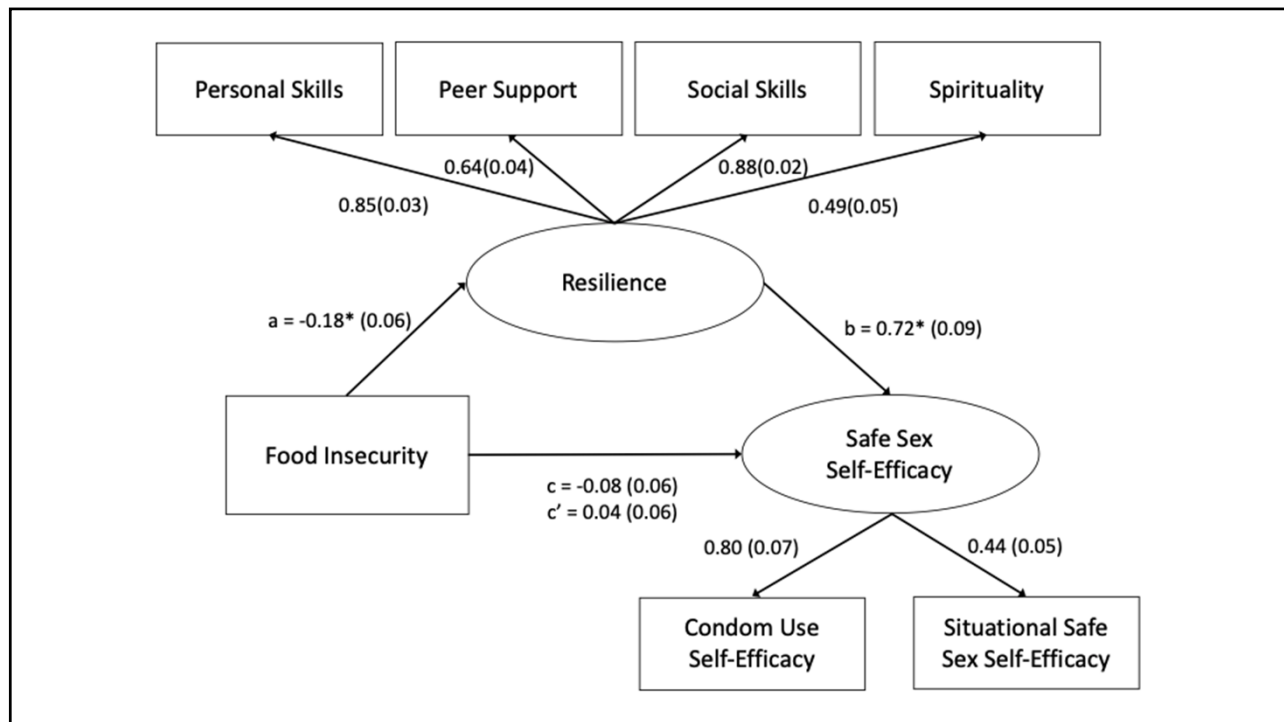 Personal Skills
Peer Support
Social Skills
Spirituality
0.64(0.04)
0.88(0.02)
0.85(0.03)
0.49(0.05)
Resilience
a = -0.18* (0.06)
b = 0.72* (0.09)
Food Insecurity
Safe Sex
Self-Efficacy
c = -0.08 (0.06)
c’ = 0.04 (0.06)
0.80 (0.07)
0.44 (0.05)
Condom Use
Self-Efficacy
Situational Safe
Sex Self-Efficacy